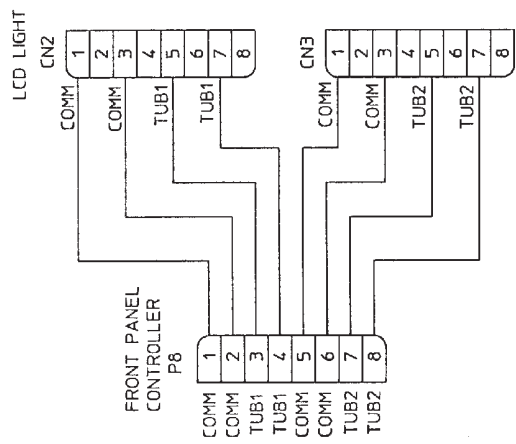 LCD LIGHT
CN2
1 2 3 4 5 6 7 8
COMM
COMM
TUB1
TUB1
CN3
1 2 3 4 5 6 7 8
COMM
COMM
TUB2
TUB2
FRONT PANEL
CONTROLLER
P8
1 2 3 4 5 6 7 8
COMM
COMM
TUB1
TUB1
COMM
COMM
TUB2
TUB2